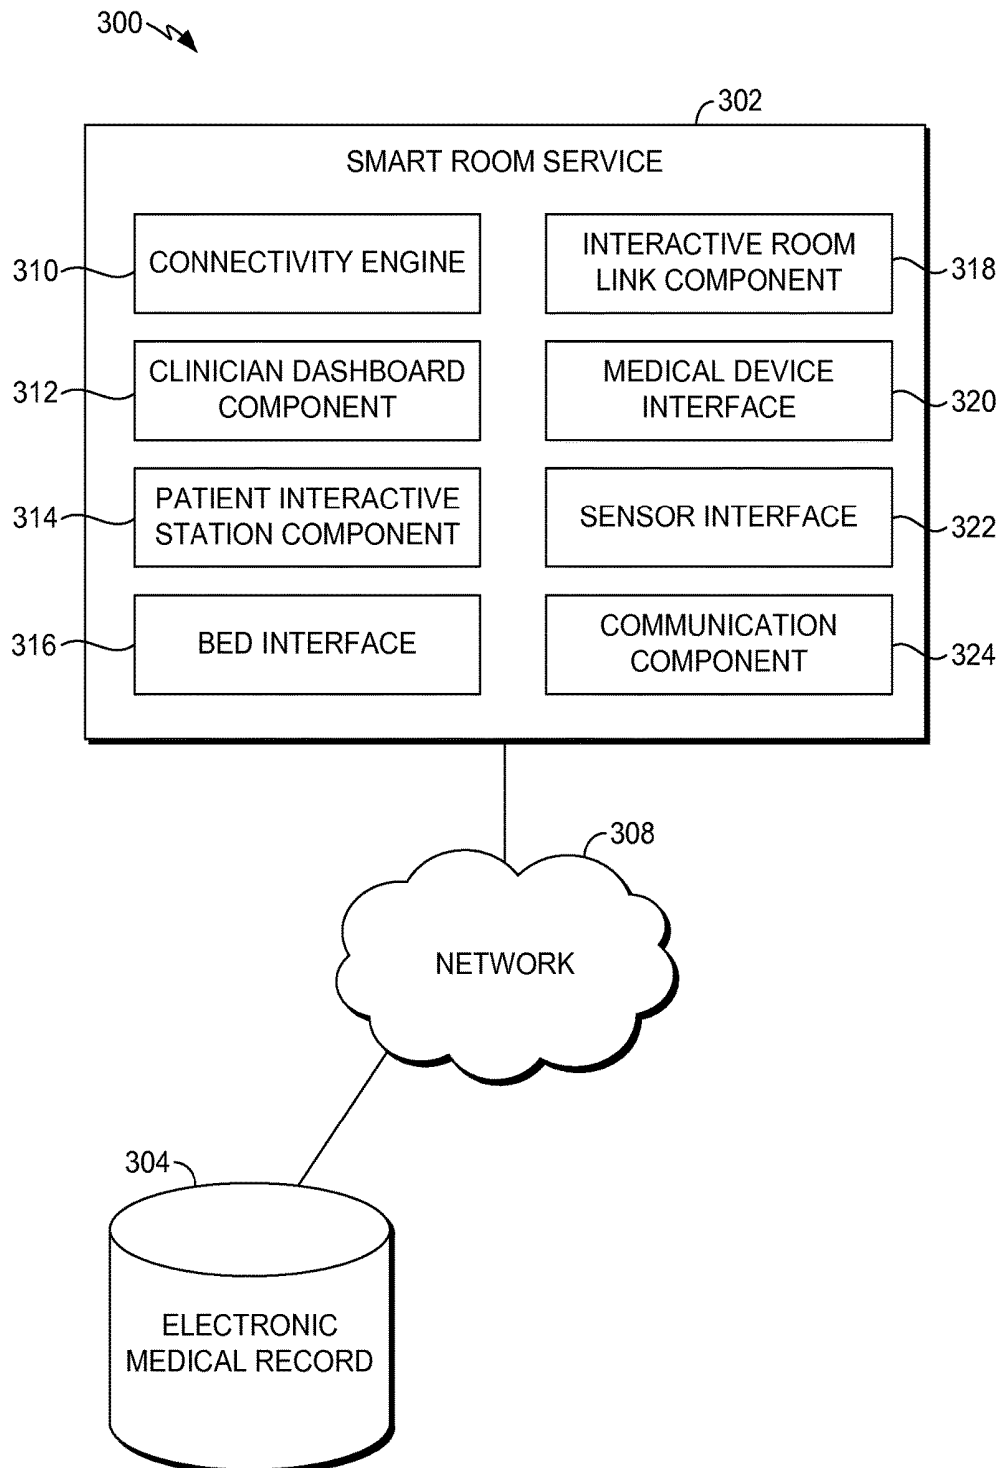 300
302
SMART ROOM SERVICE
310
CONNECTIVITY ENGINE
INTERACTIVE ROOM
LINK COMPONENT
318
312
CLINICIAN DASHBOARD
COMPONENT
MEDICAL DEVICE
INTERFACE
320
314
PATIENT INTERACTIVE
STATION COMPONENT
SENSOR INTERFACE
322
316
BED INTERFACE
COMMUNICATION
COMPONENT
324
308
NETWORK
304
ELECTRONIC
MEDICAL RECORD